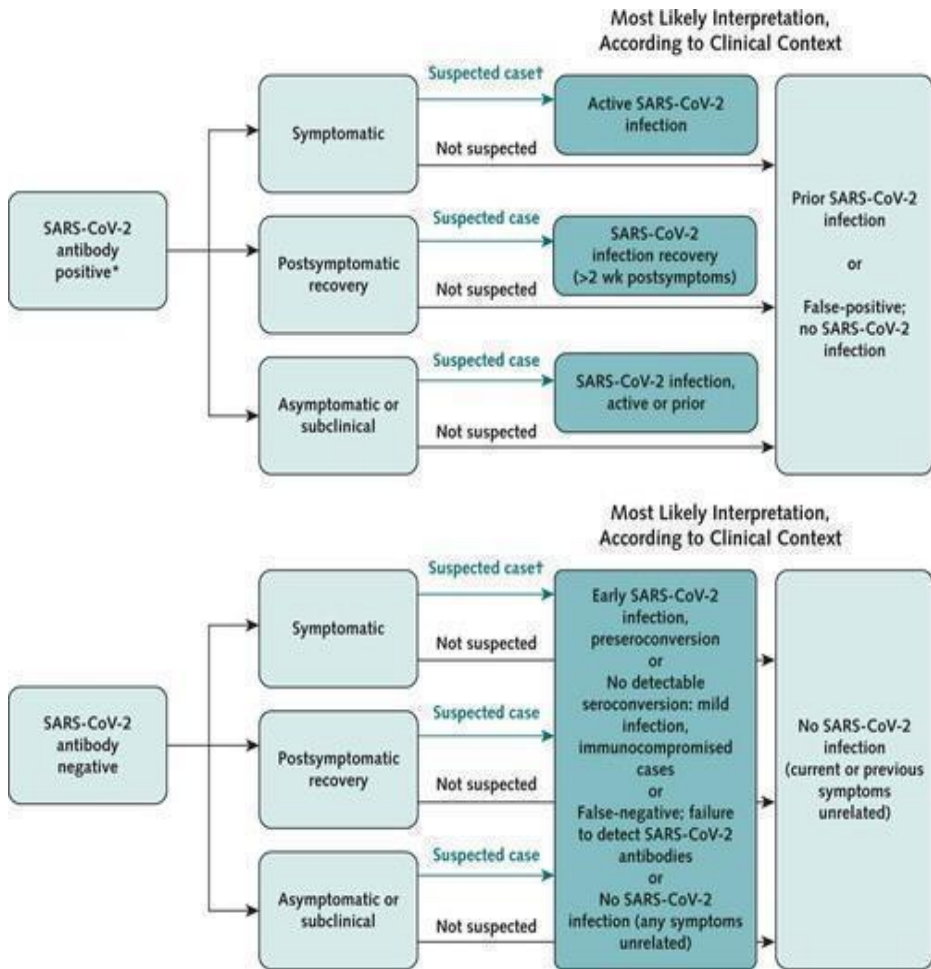 Most Likely Interpretation,
According to Clinical Context
Suspected case†
Symptomatic
Active SARS-CoV-2
infection
Not suspected
SARS-CoV-2
antibody
positive*
Suspected case
Postsymptomatic
recovery
SARS-CoV-2
infection recovery
(>2 wk postsymptoms)
Not suspected
Suspected case
Asymptomatic or
subclinical
SARS-CoV-2 infection,
active or prior
Not suspected
Prior SARS-CoV-2
infection
or
False-positive;
no SARS-CoV-2
infection
Most Likely Interpretation,
According to Clinical Context
Suspected case†
Symptomatic
Not suspected
SARS-CoV-2
antibody
negative
Suspected case
Postsymptomatic
recovery
Not suspected
Suspected case
Asymptomatic or
subclinical
Not suspected
Early SARS-CoV-2
infection,
preseroconversion
or
No detectable
seroconversion: mild
infection,
immunocompromised
cases
or
False-negative; failure
to detect SARS-CoV-2
antibodies
or
No SARS-CoV-2
infection (any symptoms
unrelated)
No SARS-CoV-2
infection
(current or previous
symptoms
unrelated)